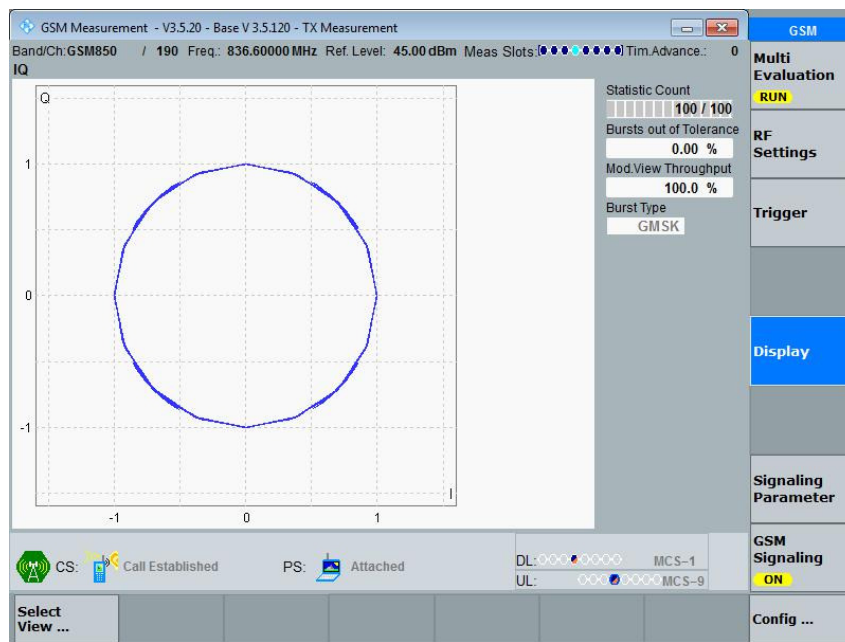 GSM Measurement - V3.5.20 - Base V 3.5.120 - TX Measurement
GSM
Band/Ch:GSM850 / 190 Freq.: 836.60000 MHz Ref. Level: 45.00 dBm Meas Slots: Tim.Advance.: 0
IQ
Multi
Evaluation
RUN
Q
Statistic Count
100 / 100
Bursts out of Tolerance
0.00 %
Mod.View Throughput
100.0 %
Burst Type
GMSK
RF
Settings
Trigger
1
0
-1
I
-1 0 1
Display
Signaling
Parameter
GSM
Signaling
ON
CS: Call Established PS: Attached
DL: MCS-1
UL: MCS-9
Select
View ...
Config ...